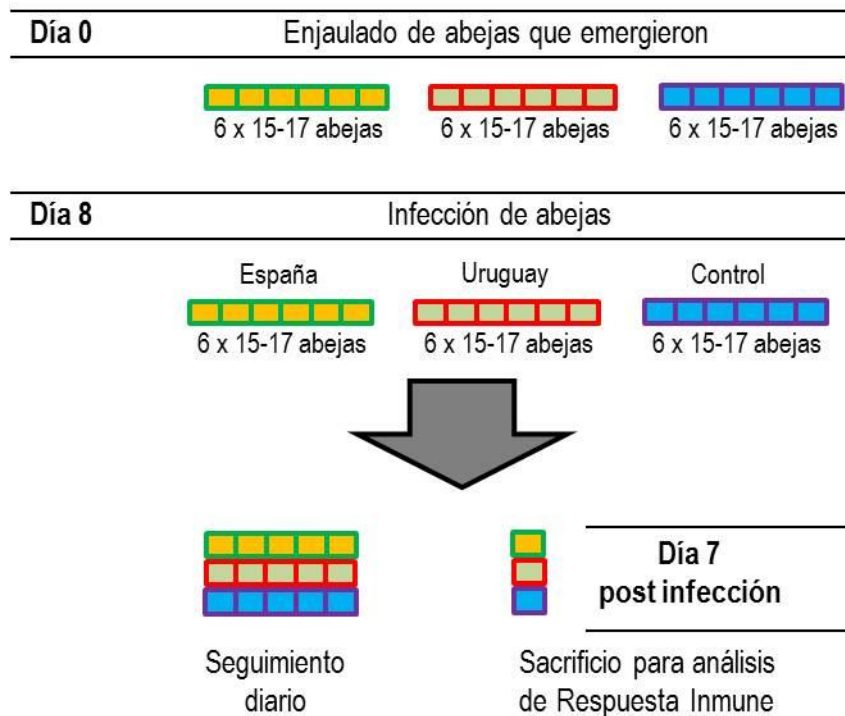 Día 0 Enjaulado de abejas que emergieron
6 x 15-17 abejas 6 x 15-17 abejas 6 x 15-17 abejas
Día 8 Infección de abejas
España Uruguay Control
6 x 15-17 abejas 6 x 15-17 abejas 6 x 15-17 abejas
Día 7
post infección
Seguimiento
diario
Sacrificio para análisis
de Respuesta Inmune